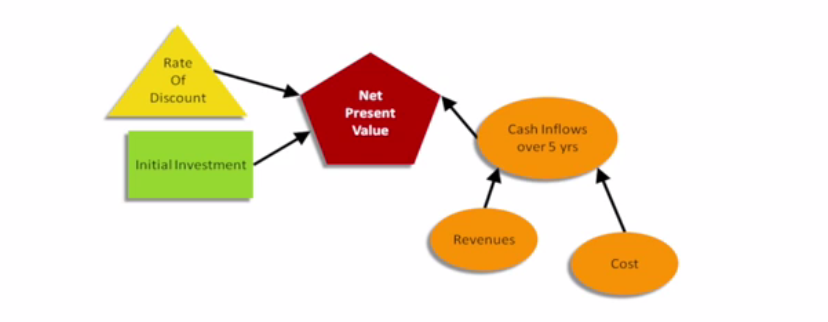 Rate
Of
Discount
Net
Present
Value
Initial Investment
Cash Inflows
over 5 yrs
Revenues
Cost